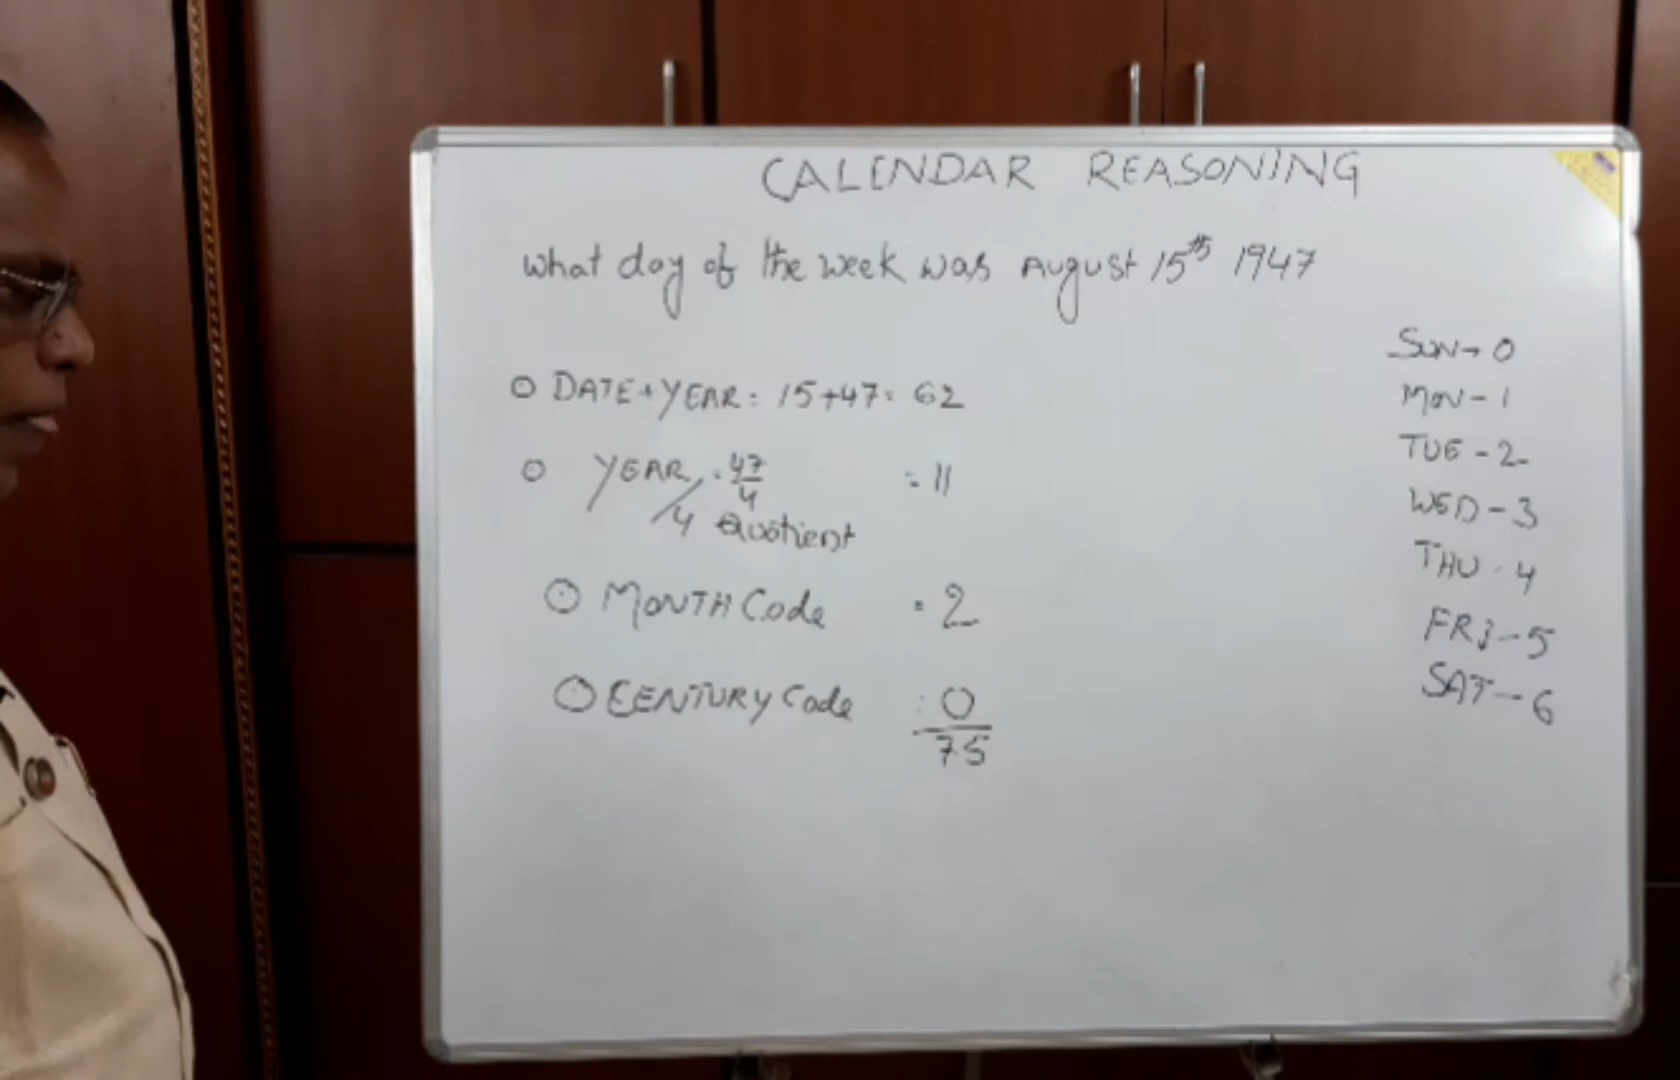 CALENDAR REASONING
What day of the week was August 15th 1947
SUN → 0
DATE + YEAR = 15+47 = 62
MON - 1
TUE - 2
YEAR/4 = 47/4 = 11
Quotient
WED - 3
THU - 4
MONTH Code = 2
FRI - 5
CENTURY Code : 0
SAT - 6
75